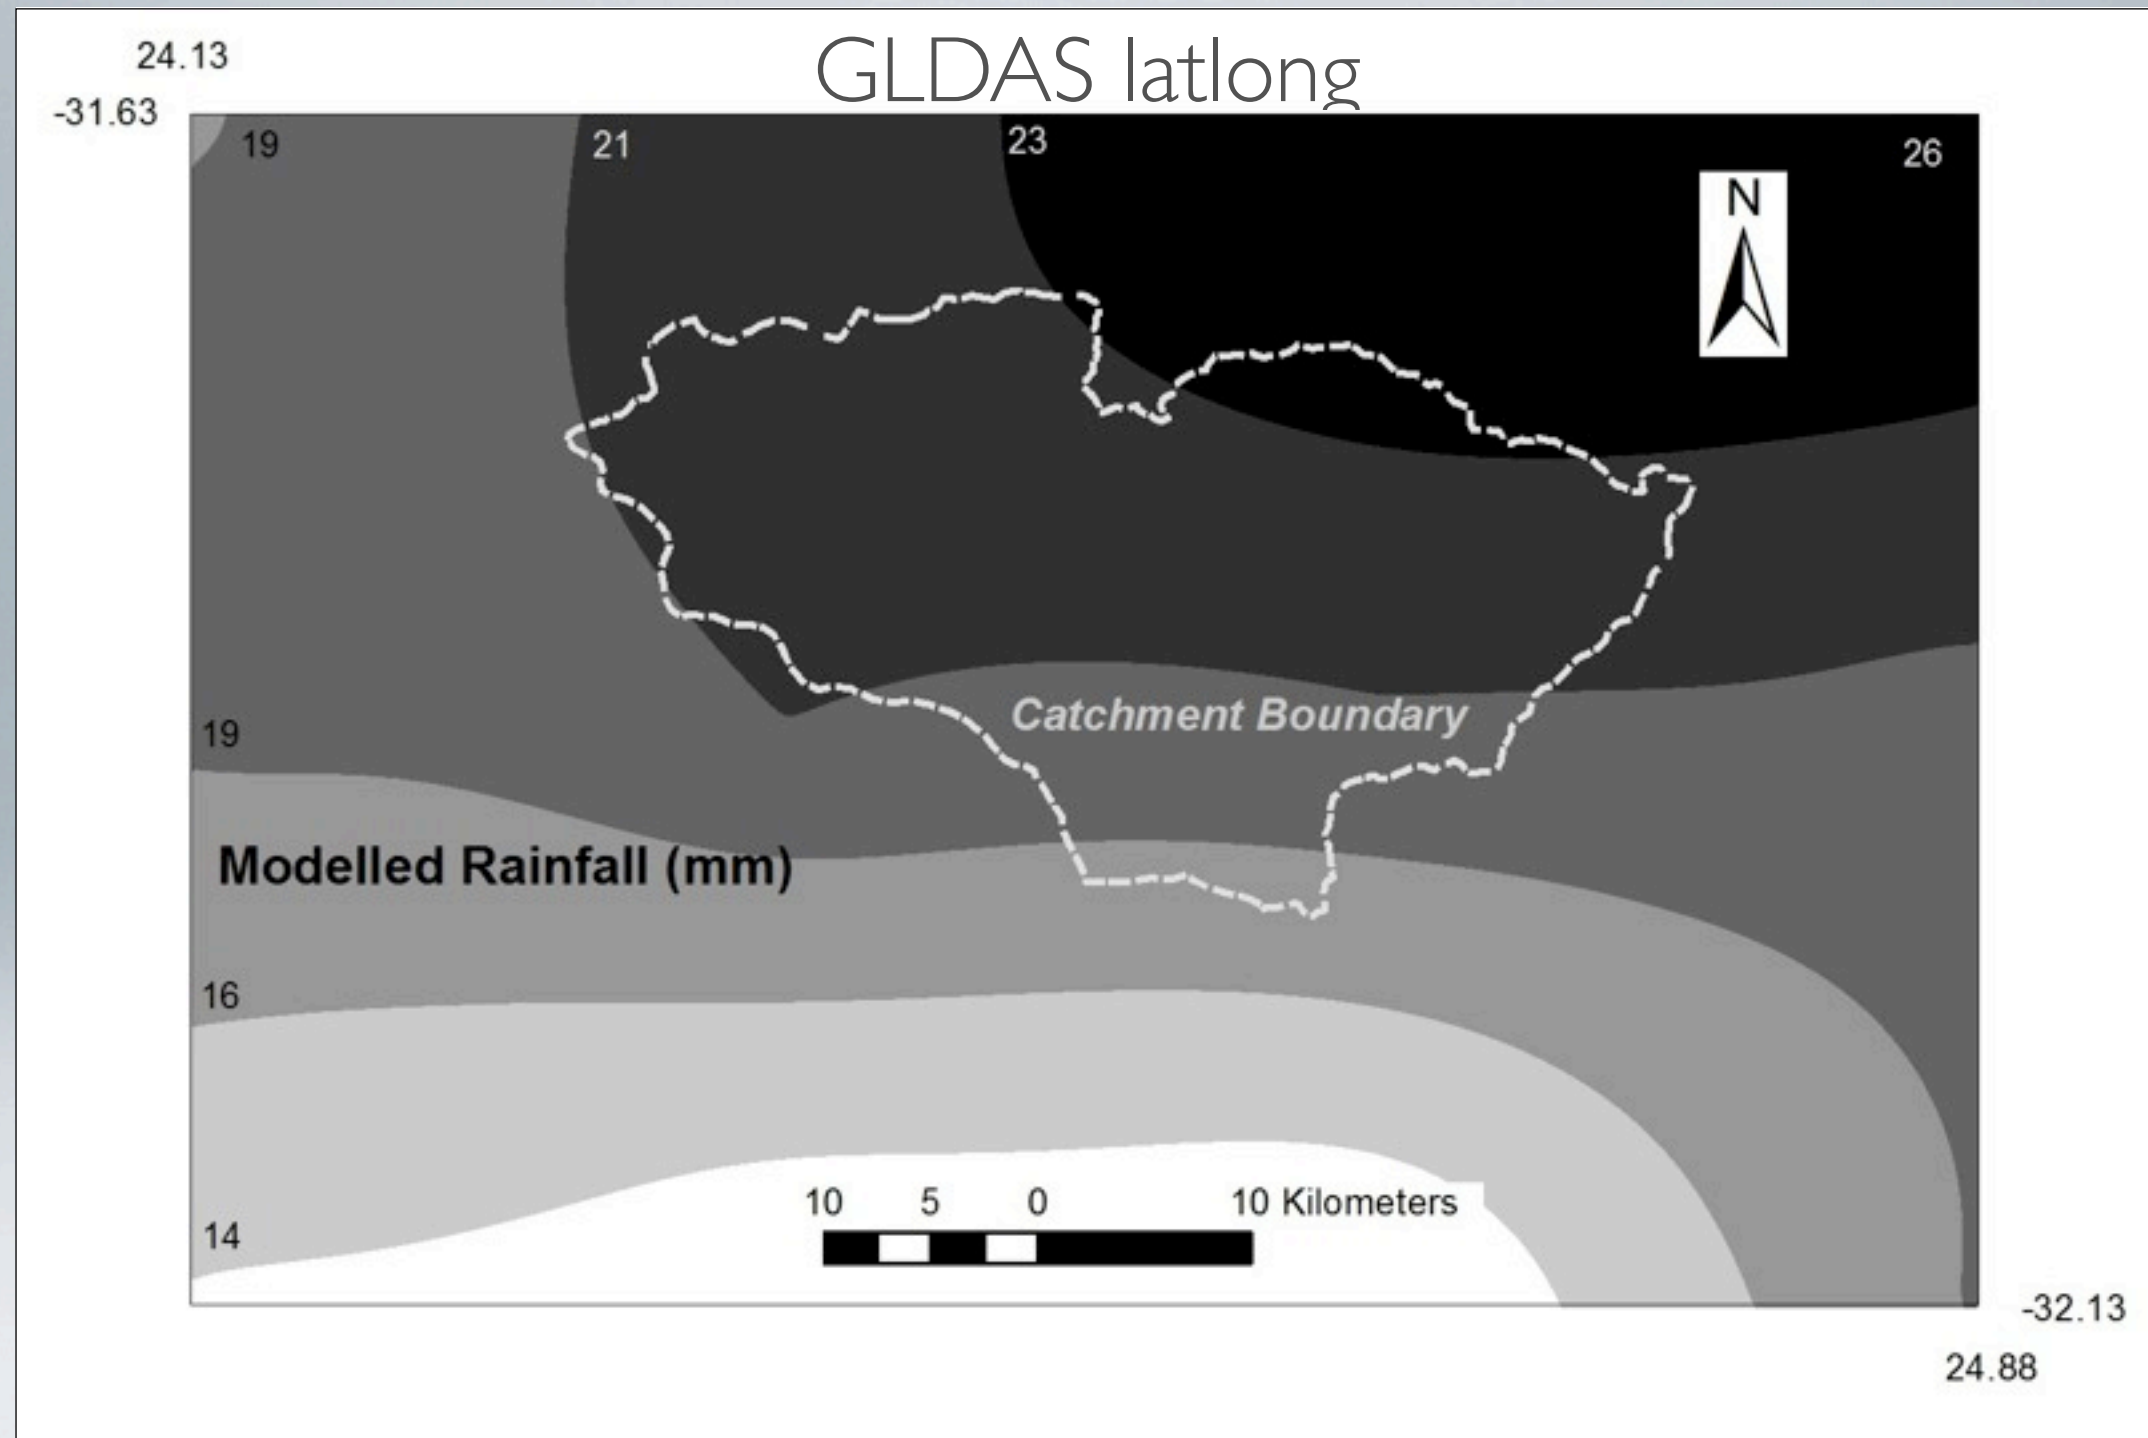 GLDAS latlong
24.13
-31.63
19
21
23
26
N
Catchment Boundary
19
Modelled Rainfall (mm)
16
10 5 0 10 Kilometers
14
-32.13
24.88